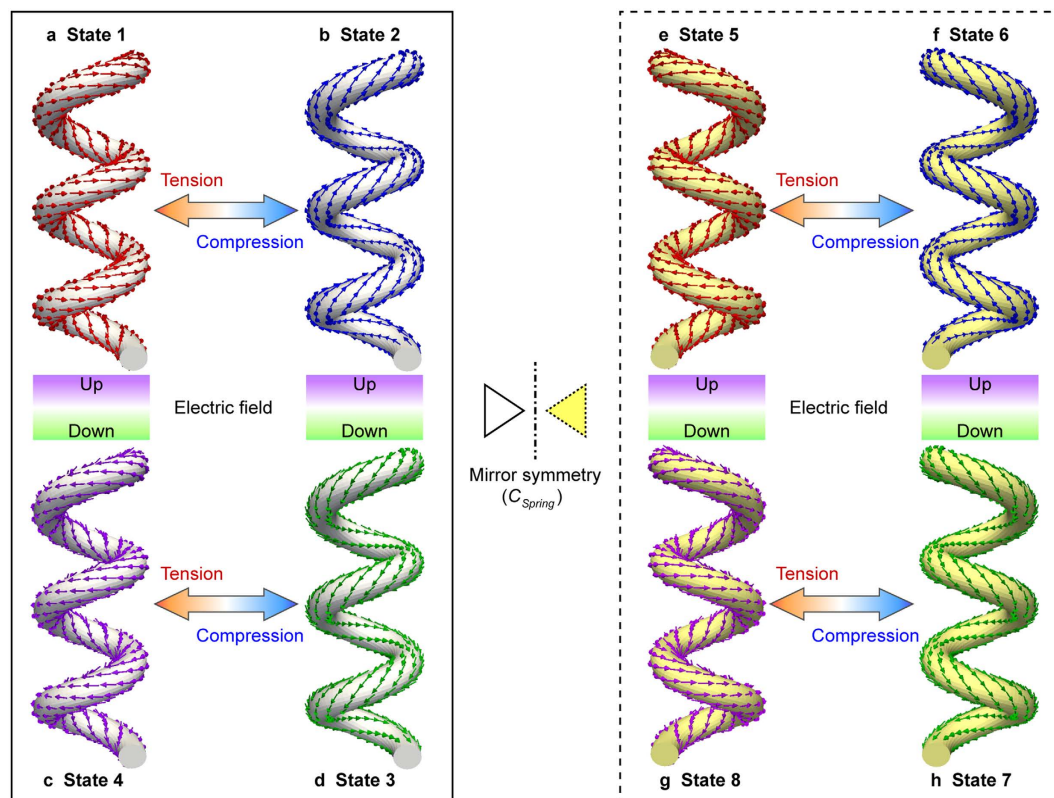 a State 1
b State 2
e State 5
f State 6
Tension
Compression
Tension
Compression
Up
Electric field
Down
Up
Down
Mirror symmetry
(C_Spring)
Up
Electric field
Down
Up
Down
Tension
Compression
Tension
Compression
c State 4
d State 3
g State 8
h State 7